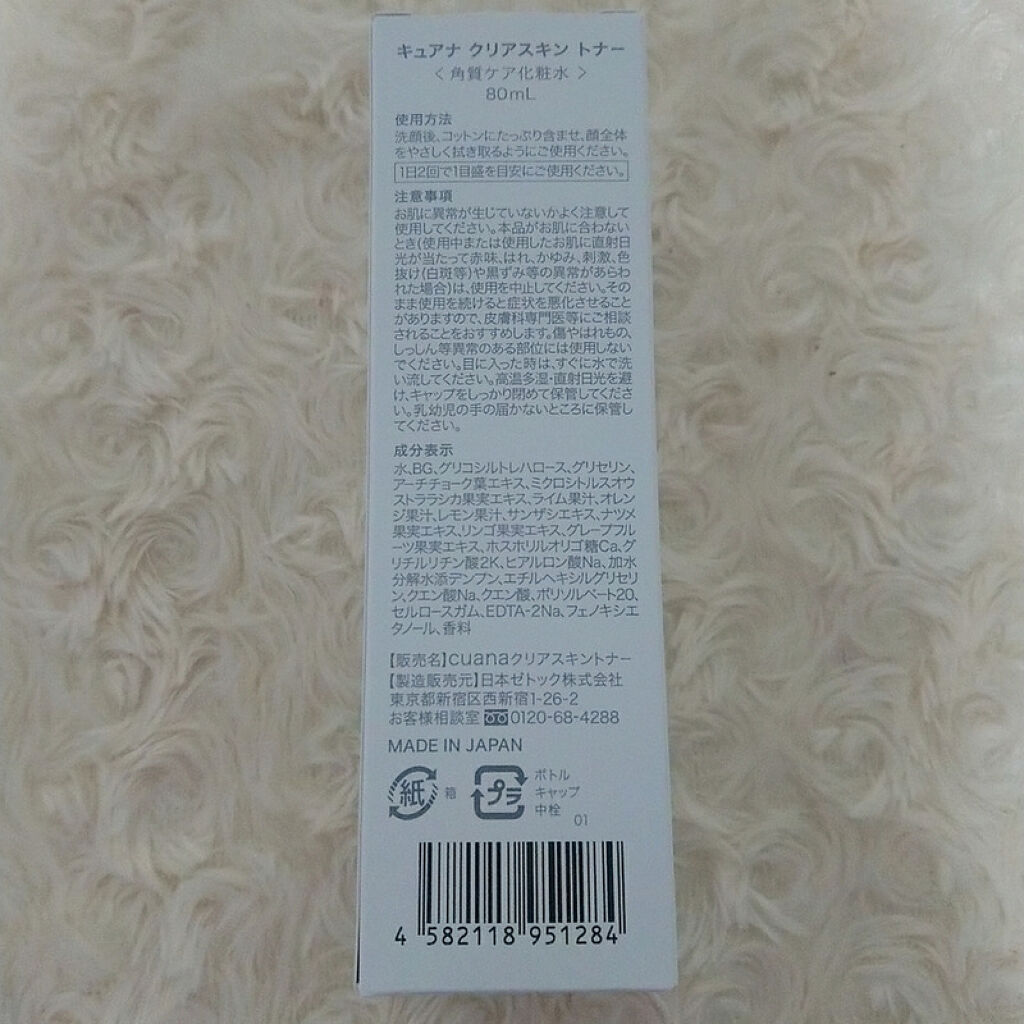 キュアナ クリアスキン トナー
〈 角質ケア化粧水 〉
80mL
使用方法
洗顔後、コットンにたっぷり含ませ、顔全体
をやさしく拭き取るようにご使用ください。
1日2回で1目盛を目安にご使用ください。
注意事項
お肌に異常が生じていないかよく注意して
使用してください。本品がお肌に合わない
とき(使用中または使用したお肌に直射日
光が当たって赤味、はれ、かゆみ、刺激、色
抜け(白斑等)や黒ずみ等の異常があらわ
れた場合)は、使用を中止してください。その
まま使用を続けると症状を悪化させること
がありますので、皮膚科専門医等にご相談
されることをおすすめします。傷やはれもの、
しっしん等異常のある部位には使用しない
でください。目に入った時は、すぐに水で洗
い流してください。高温多湿・直射日光を避
け、キャップをしっかり閉めて保管してくださ
い。乳幼児の手の届かないところに保管し
てください。
成分表示
水、BG、グリコシルトレハロース、グリセリン、
アーチチョーク葉エキス、ミクロシトルスオウ
ストララシカ果実エキス、ライム果汁、オレン
ジ果汁、レモン果汁、サンザシエキス、ナツメ
果実エキス、リンゴ果実エキス、グレープフル
ーツ果実エキス、ホスホリルオリゴ糖Ca、グ
リチルリチン酸2K、ヒアルロン酸Na、加水
分解水添デンプン、エチルヘキシルグリセリ
ン、クエン酸Na、クエン酸、ポリソルベート20、
セルロースガム、EDTA-2Na、フェノキシエ
タノール、香料
【販売名】cuanaクリアスキントナー
【製造販売元】日本ゼトック株式会社
東京都新宿区西新宿1-26-2
お客様相談室 0120-68-4288
MADE IN JAPAN
紙 箱
プラ ボトル
キャップ
中栓
01
4 582118 951284